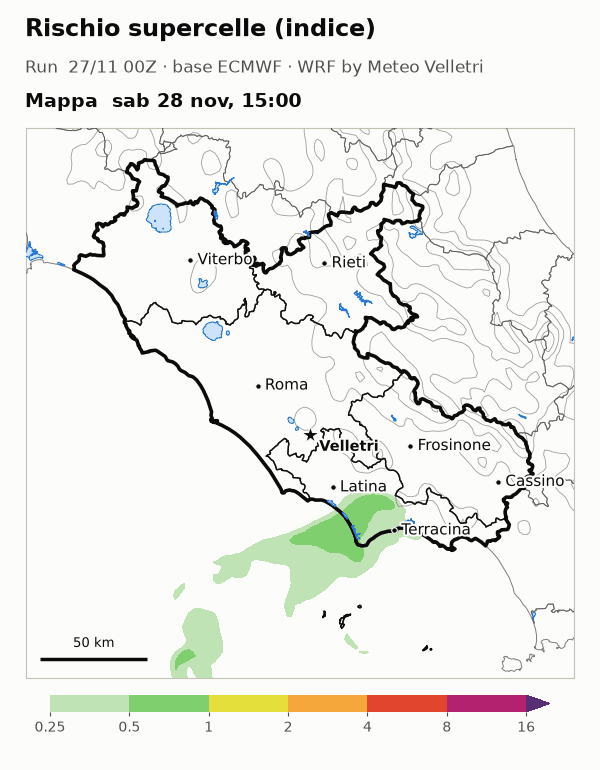 Rischio supercelle (indice)
Run  27/11 00Z · base ECMWF · WRF by Meteo Velletri
Mappa  sab 28 nov, 15:00
Viterbo
Rieti
Roma
Velletri
Frosinone
Cassino
Latina
Terracina
50 km
0.25 0.5 1 2 4 8 16